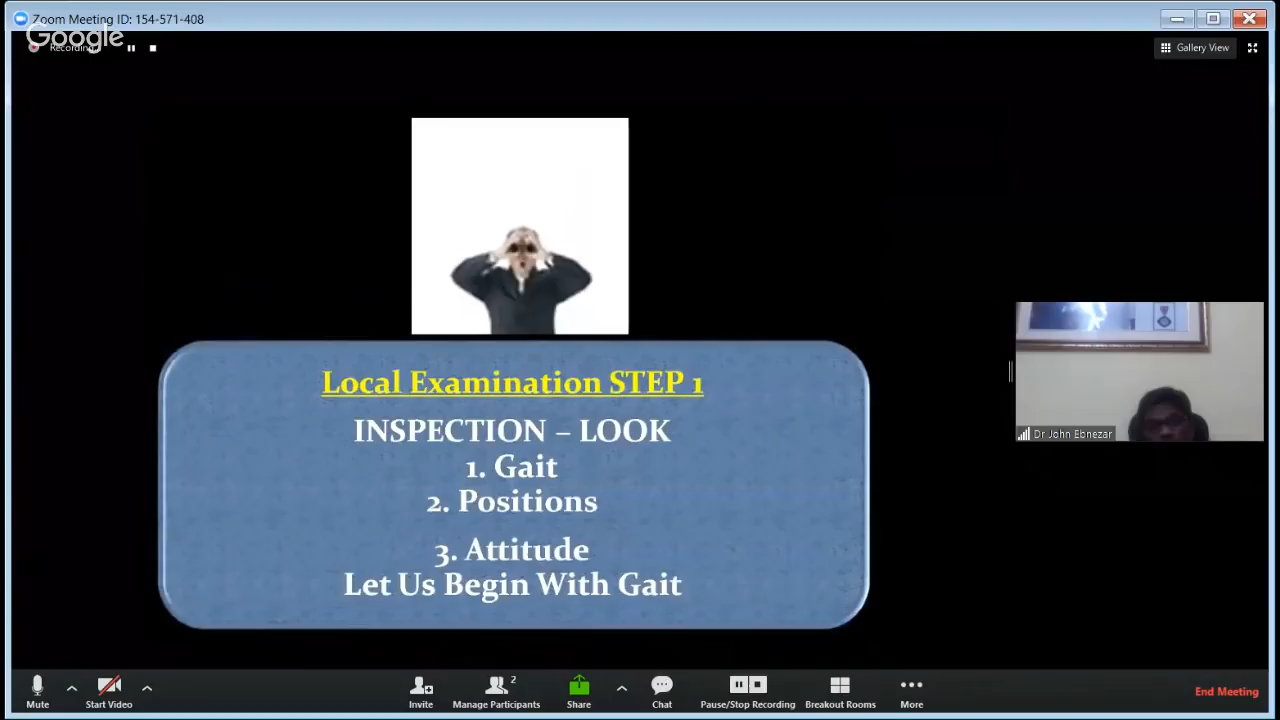 Zoom Meeting ID: 154-571-408
Google
Recording
Gallery View
Local Examination STEP 1
INSPECTION – LOOK
1. Gait
2. Positions
3. Attitude
Let Us Begin With Gait
Dr John Ebnezar
Mute
Start Video
Invite
2
Manage Participants
Share
Chat
Pause/Stop Recording
Breakout Rooms
More
End Meeting